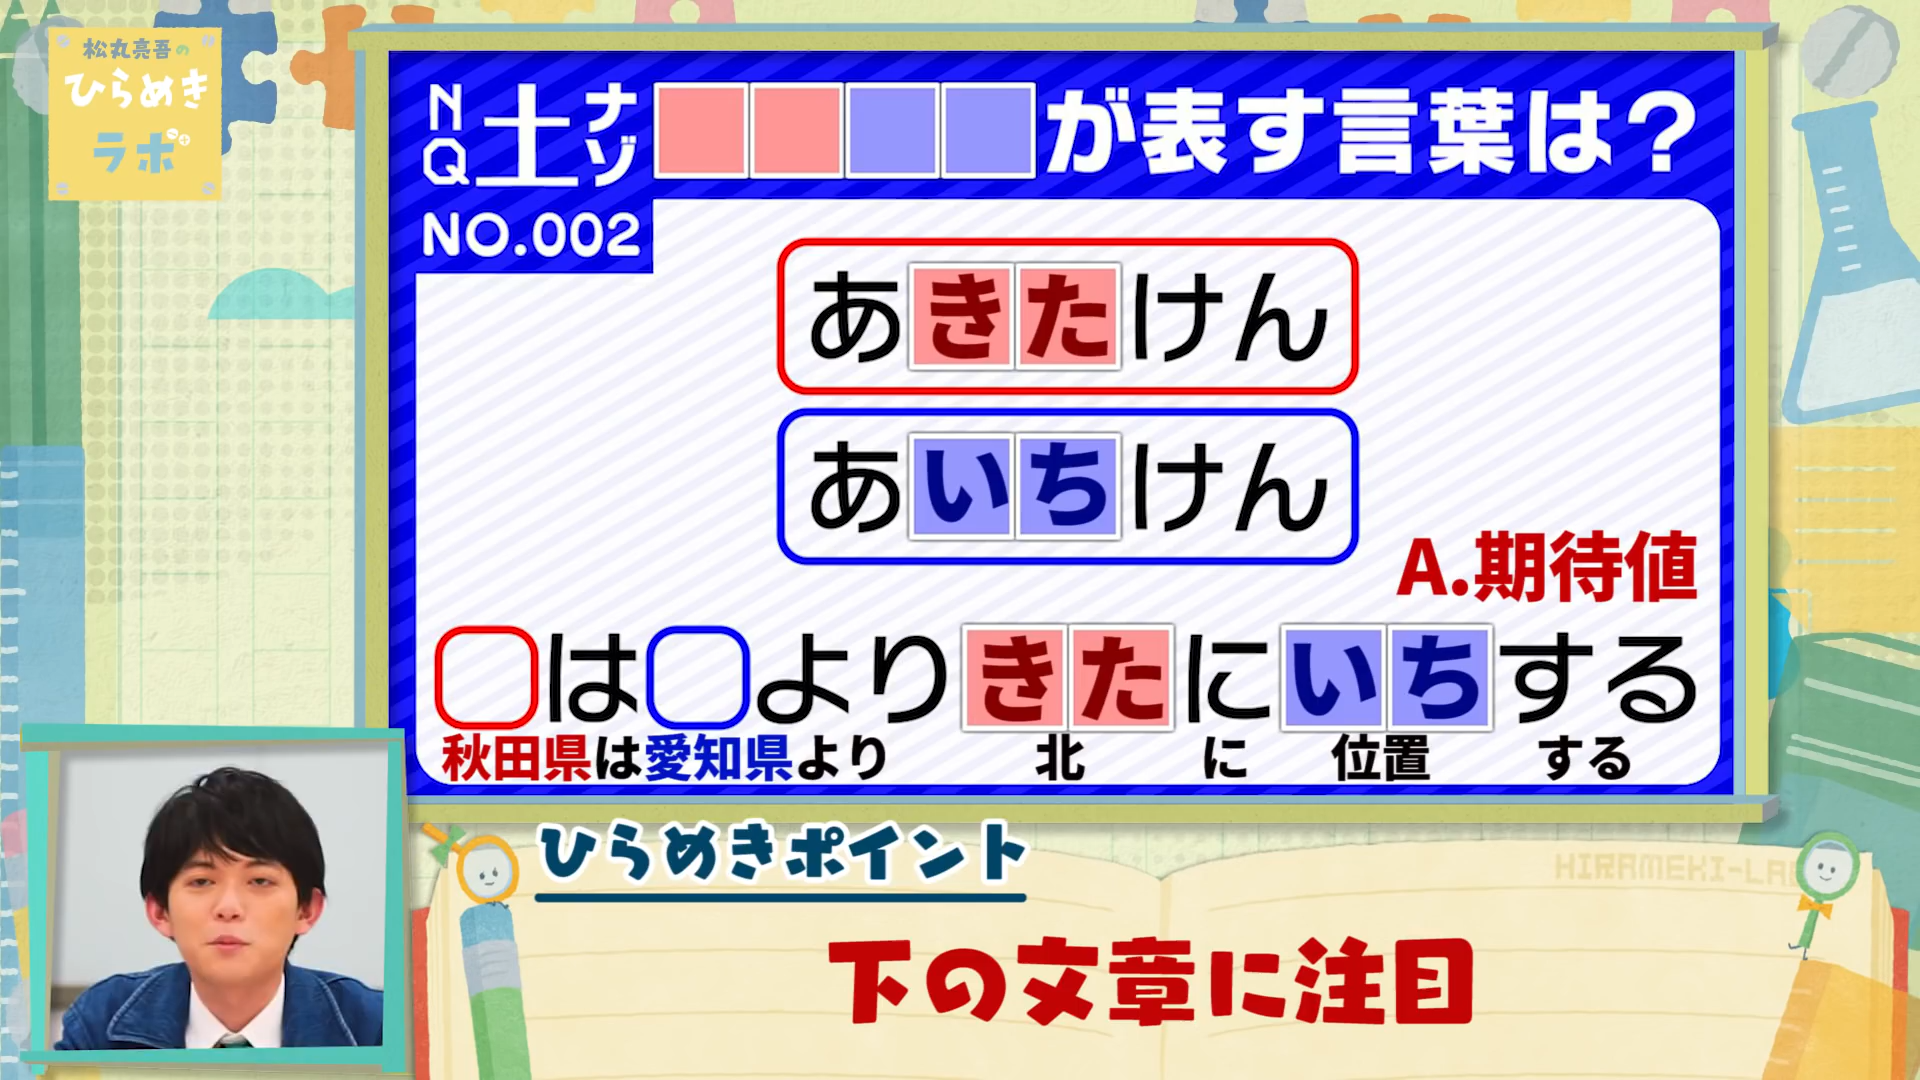 松丸亮吾の
ひらめき
ラボ
NQ土ナゾ
NO.002
が表す言葉は？
あきたけん
あいちけん
A.期待値
はよりきたにいちする
秋田県は愛知県より北に位置する
ひらめきポイント
HIRAMEKI-LA
下の文章に注目